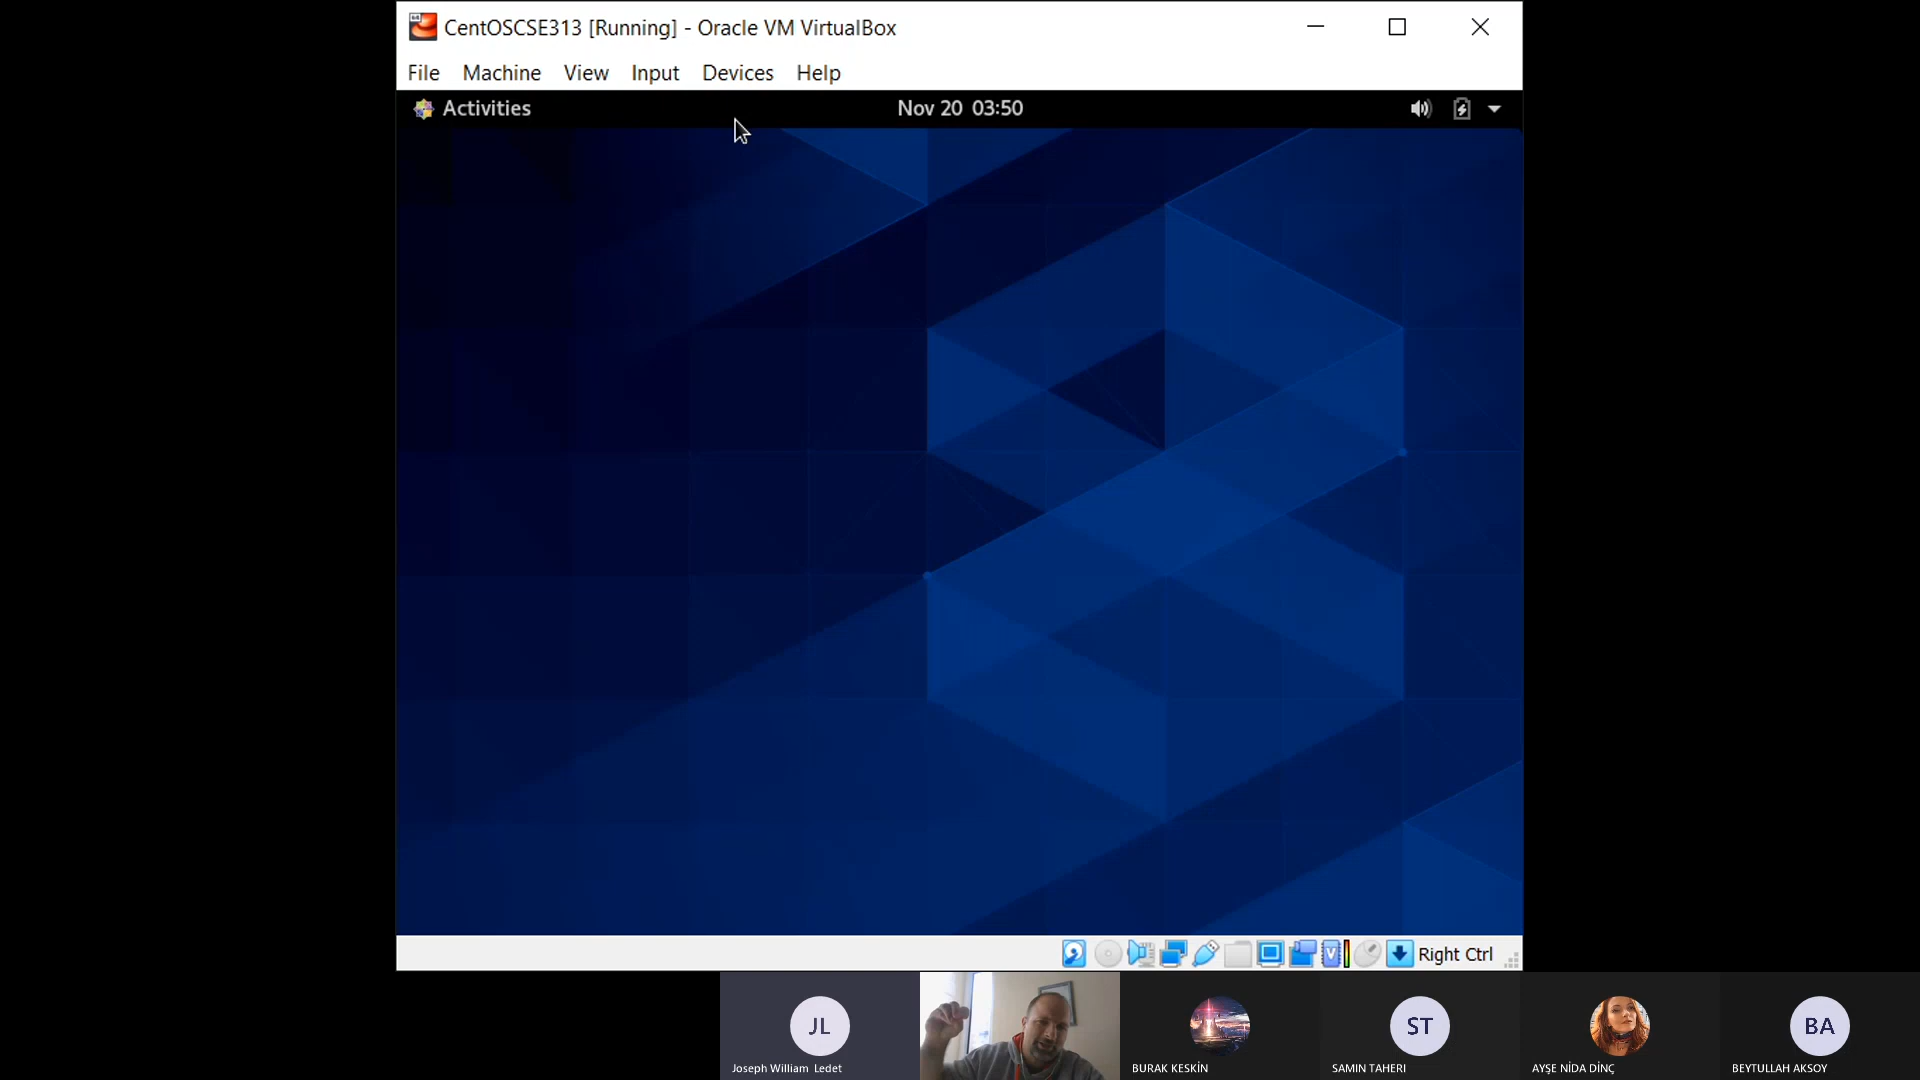 CentOSCSE313 [Running] - Oracle VM VirtualBox
File Machine View Input Devices Help
Activities Nov 20 03:50
Right Ctrl
JL ST BA
Joseph William Ledet BURAK KESKİN SAMIN TAHERI AYŞE NİDA DİNÇ BEYTULLAH AKSOY